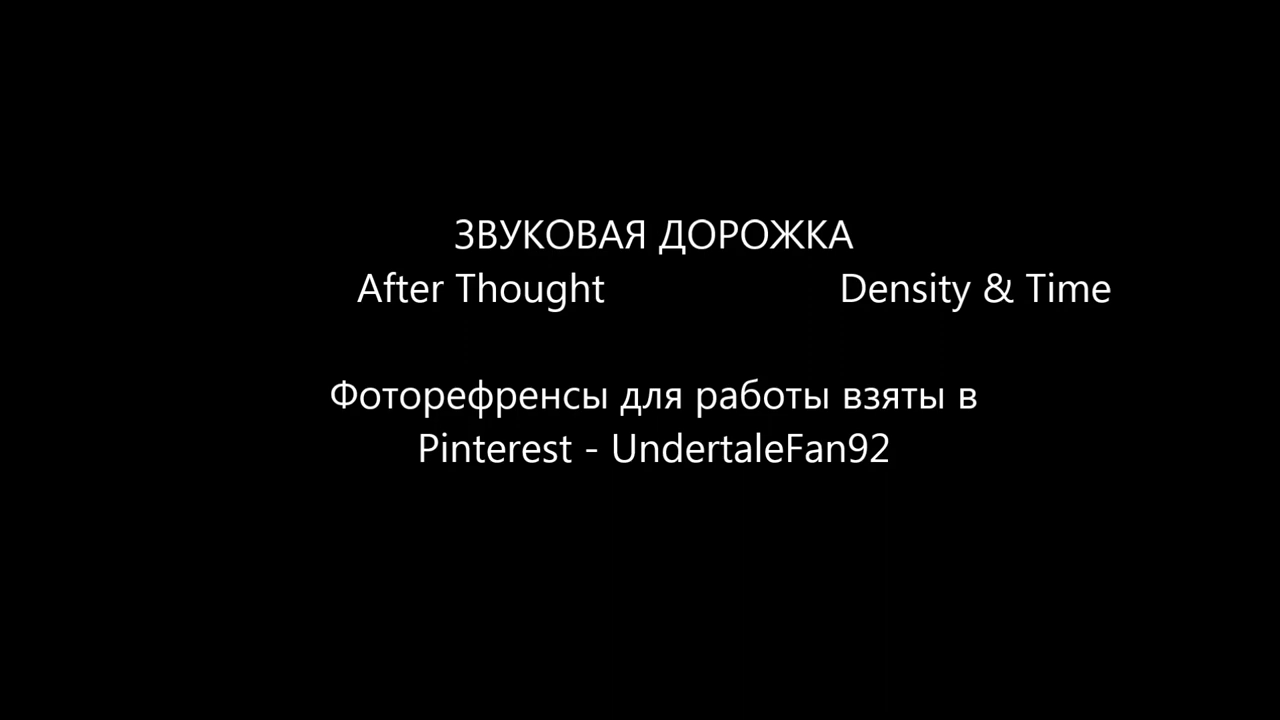 ЗВУКОВАЯ ДОРОЖКА
After Thought Density & Time
Фоторефренсы для работы взяты в
Pinterest - UndertaleFan92